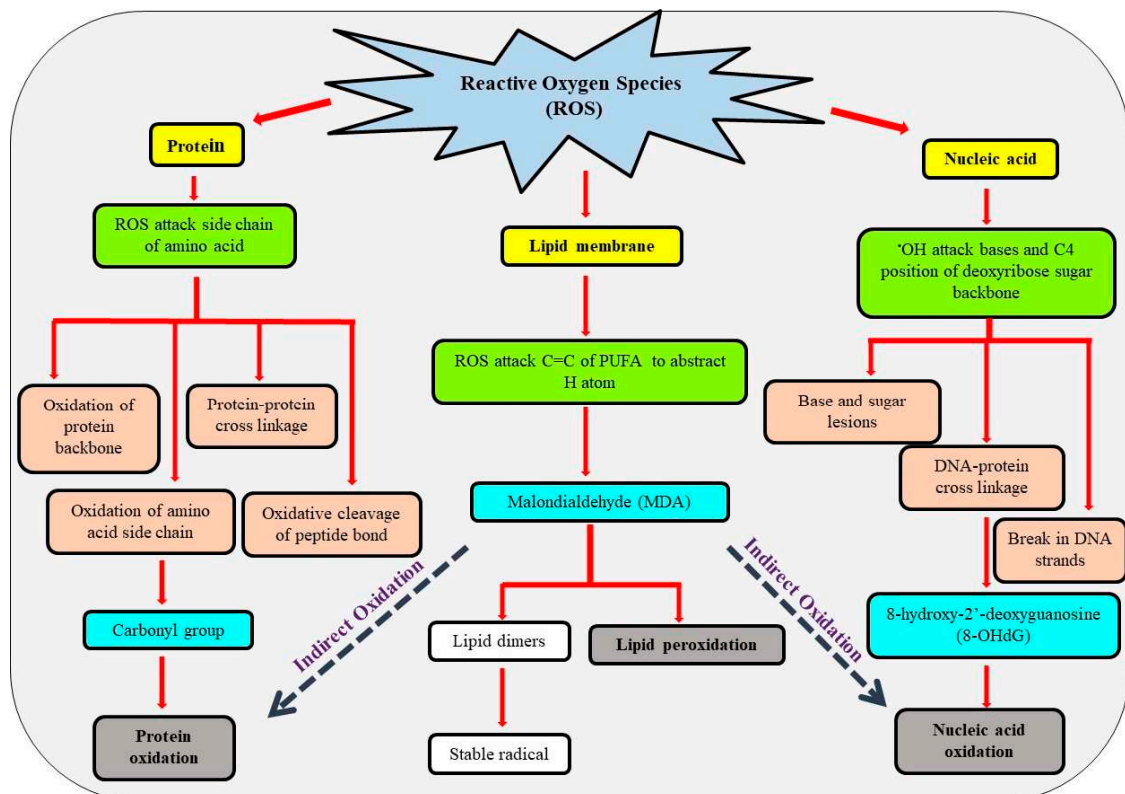 Reactive Oxygen Species
(ROS)
Protein
ROS attack side chain
of amino acid
Oxidation of
protein
backbone
Protein-protein
cross linkage
Oxidation of amino
acid side chain
Oxidative cleavage
of peptide bond
Carbonyl group
Protein
oxidation
Lipid membrane
ROS attack C=C of PUFA to abstract
H atom
Malondialdehyde (MDA)
Indirect Oxidation
Indirect Oxidation
Lipid dimers
Lipid peroxidation
Stable radical
Nucleic acid
•OH attack bases and C4
position of deoxyribose sugar
backbone
Base and sugar
lesions
DNA-protein
cross linkage
Break in DNA
strands
8-hydroxy-2’-deoxyguanosine
(8-OHdG)
Nucleic acid
oxidation